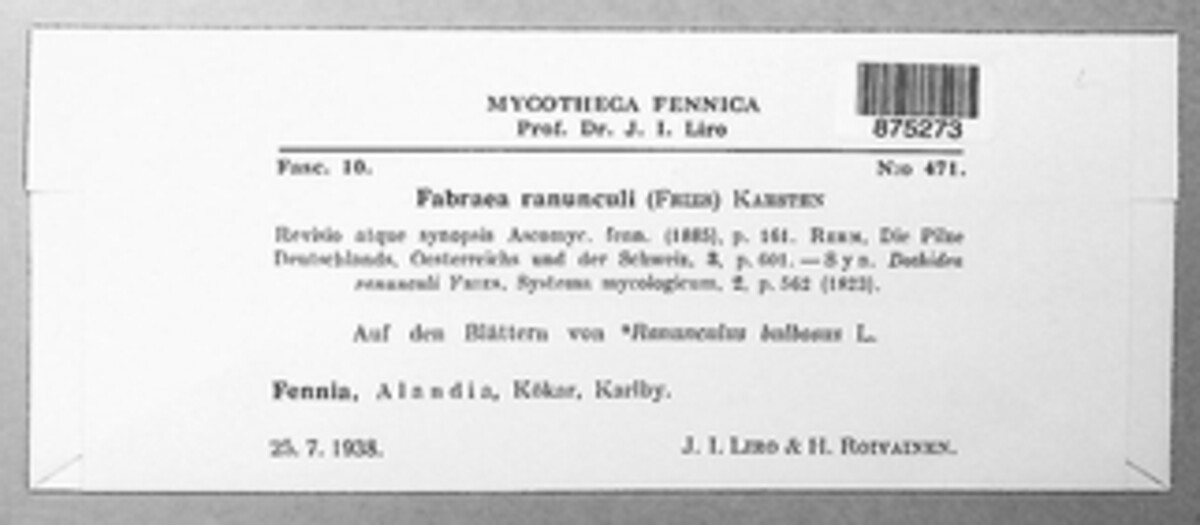 MYCOTHECA FENNICA
875273
Prof. Dr. J. I. Liro
Fasc. 10. N:o 471.
Fabraea ranunculi (FRIES) KARSTEN
Revisio atque synopsis Ascomyc. fenn. (1885), p. 161. REHM, Die Pilze
Deutschlands, Oesterreichs und der Schweiz, 3, p. 601. — Syn. Dothidea
ranunculi FRIES, Systema mycologicum, 2, p. 562 (1823).
Auf den Blättern von *Ranunculus bulbosus L.
Fennia, Alandia, Kökar, Karlby.
25. 7. 1938. J. I. LIRO & H. ROIVAINEN.